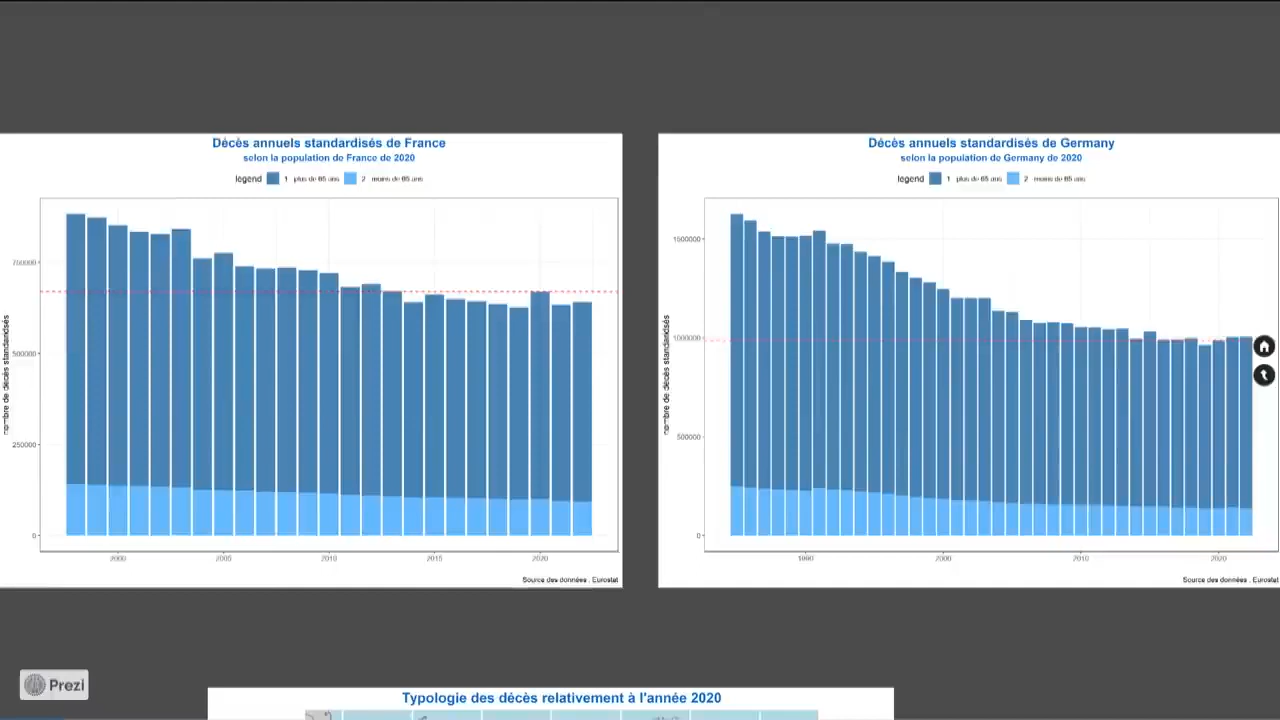 Décès annuels standardisés de France
selon la population de France de 2020
legend 1 plus de 65 ans 2 moins de 65 ans
750000
500000
250000
0
nombre de décès standardisés
2000 2005 2010 2015 2020
Source des données : Eurostat
Décès annuels standardisés de Germany
selon la population de Germany de 2020
legend 1 plus de 65 ans 2 moins de 65 ans
1500000
1000000
500000
0
nombre de décès standardisés
1990 2000 2010 2020
Source des données : Eurostat
Prezi
Typologie des décès relativement à l'année 2020